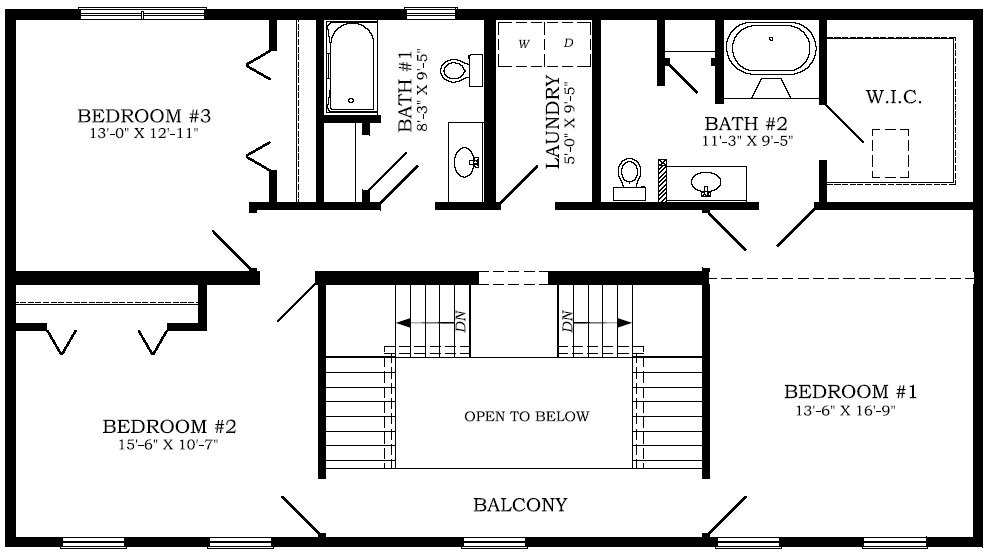 BEDROOM #3
13'-0" X 12'-11"
BATH #1
8'-3" X 9'-5"
W
D
LAUNDRY
5'-0" X 9'-5"
BATH #2
11'-3" X 9'-5"
W.I.C.
DN
DN
BEDROOM #2
15'-6" X 10'-7"
OPEN TO BELOW
BEDROOM #1
13'-6" X 16'-9"
BALCONY